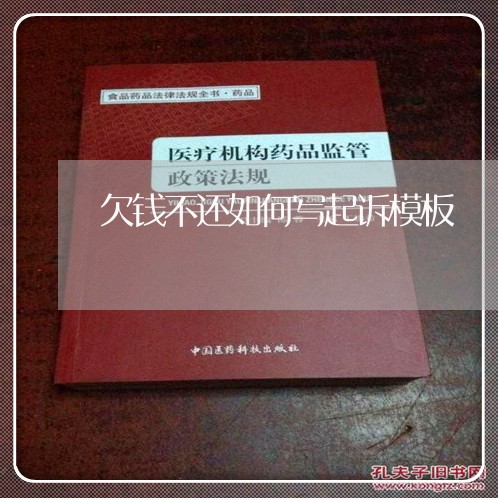 食品药品法律法规全书·药品
医疗机构药品监管
政策法规
欠钱不还如何写起诉模板
中国医药科技出版社
孔夫子旧书网
www.kongfz.com